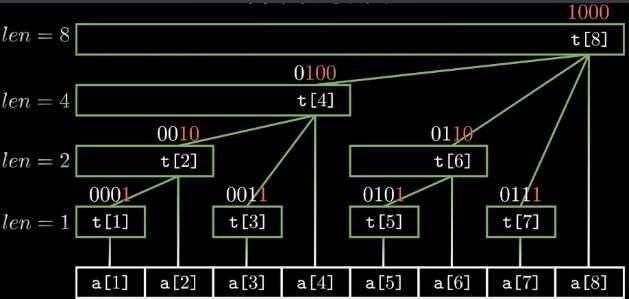 1000
len = 8 t[8]
0100
len = 4 t[4]
0010 0110
len = 2 t[2] t[6]
0001 0011 0101 0111
len = 1 t[1] t[3] t[5] t[7]
a[1] a[2] a[3] a[4] a[5] a[6] a[7] a[8]